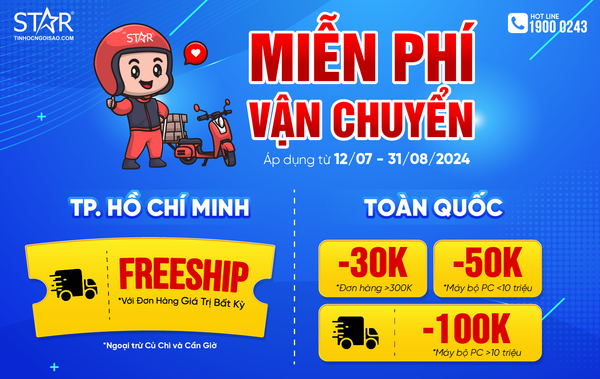 STAR
TINHOCNGOISAO.COM
HOT LINE
1900 0243
STAR
MIỄN PHÍ
VẬN CHUYỂN
Áp dụng từ 12/07 - 31/08/2024
TP. HỒ CHÍ MINH
FREESHIP
*Với Đơn Hàng Giá Trị Bất Kỳ
*Ngoại trừ Củ Chi và Cần Giờ
TOÀN QUỐC
-30K
*Đơn hàng >300K
-50K
*Máy bộ PC <10 triệu
-100K
*Máy bộ PC >10 triệu